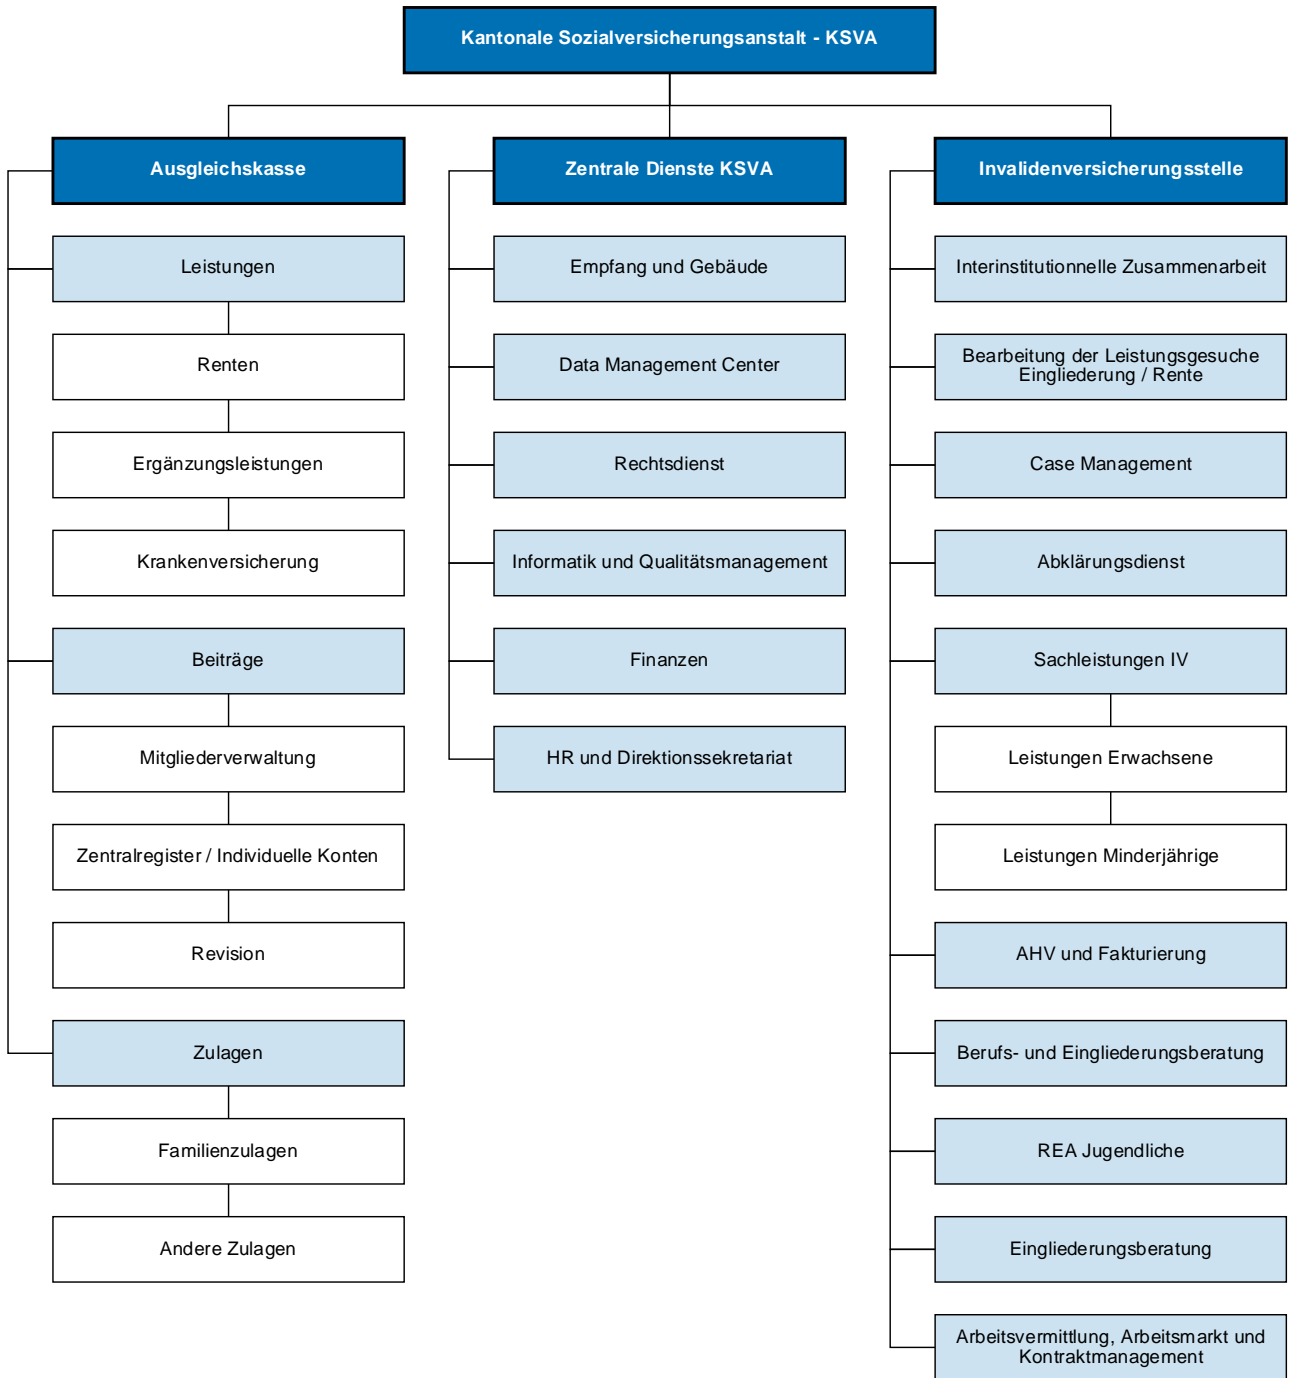 Kantonale Sozialversicherungsanstalt - KSVA
Ausgleichskasse
Leistungen
Renten
Ergänzungsleistungen
Krankenversicherung
Beiträge
Mitgliederverwaltung
Zentralregister / Individuelle Konten
Revision
Zulagen
Familienzulagen
Andere Zulagen
Zentrale Dienste KSVA
Empfang und Gebäude
Data Management Center
Rechtsdienst
Informatik und Qualitätsmanagement
Finanzen
HR und Direktionssekretariat
Invalidenversicherungsstelle
Interinstitutionnelle Zusammenarbeit
Bearbeitung der Leistungsgesuche
Eingliederung / Rente
Case Management
Abklärungsdienst
Sachleistungen IV
Leistungen Erwachsene
Leistungen Minderjährige
AHV und Fakturierung
Berufs- und Eingliederungsberatung
REA Jugendliche
Eingliederungsberatung
Arbeitsvermittlung, Arbeitsmarkt und
Kontraktmanagement